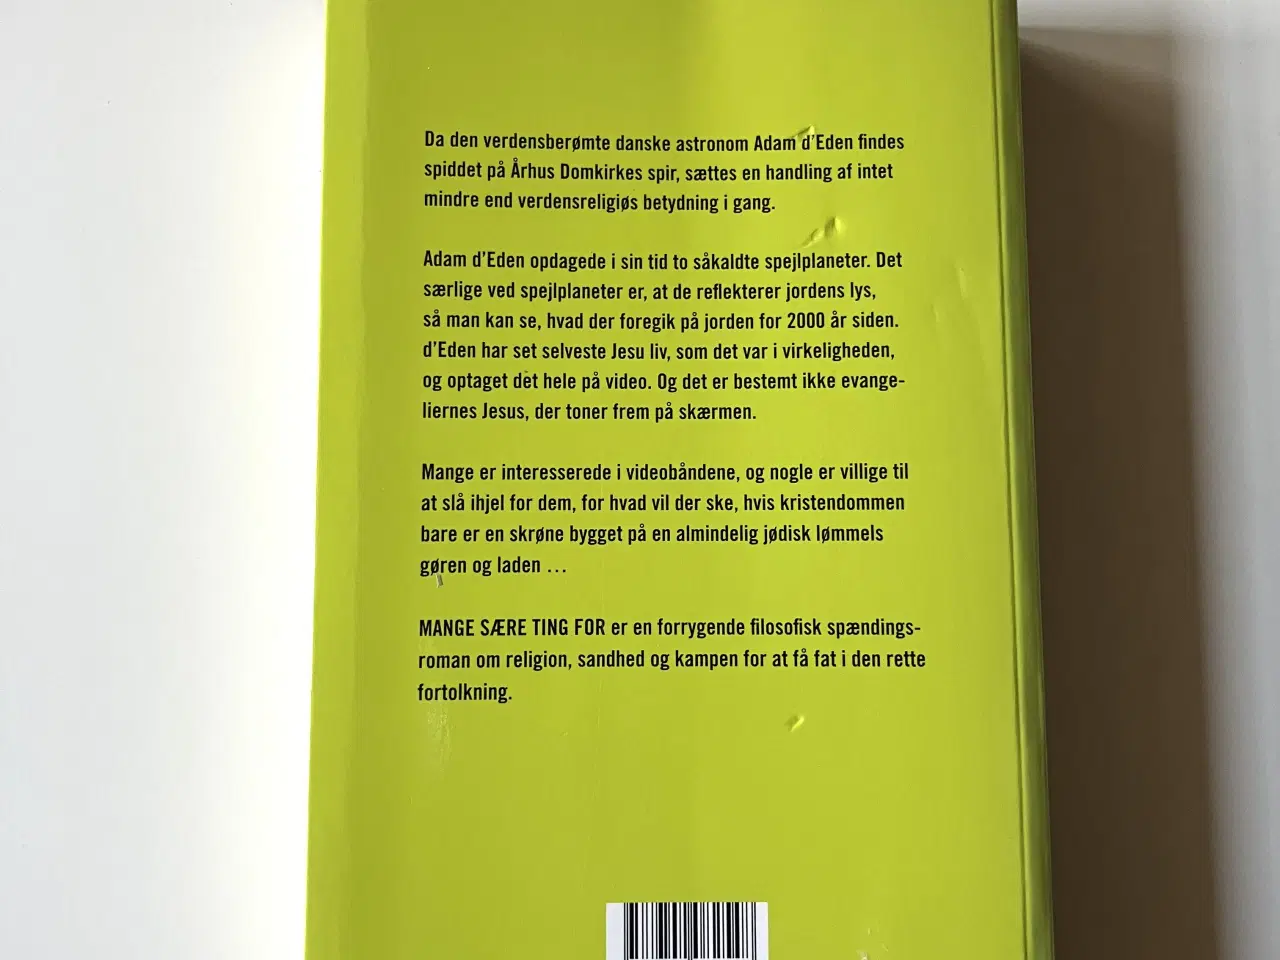 Da den verdensberømte danske astronom Adam d'Eden findes
spiddet på Århus Domkirkes spir, sættes en handling af intet
mindre end verdensreligiøs betydning i gang.
Adam d'Eden opdagede i sin tid to såkaldte spejlplaneter. Det
særlige ved spejlplaneter er, at de reflekterer jordens lys,
så man kan se, hvad der foregik på jorden for 2000 år siden.
d'Eden har set selveste Jesu liv, som det var i virkeligheden,
og optaget det hele på video. Og det er bestemt ikke evange-
liernes Jesus, der toner frem på skærmen.
Mange er interesserede i videobåndene, og nogle er villige til
at slå ihjel for dem, for hvad vil der ske, hvis kristendommen
bare er en skrøne bygget på en almindelig jødisk lømmels
gøren og laden ...
MANGE SÆRE TING FOR er en forrygende filosofisk spændings-
roman om religion, sandhed og kampen for at få fat i den rette
fortolkning.